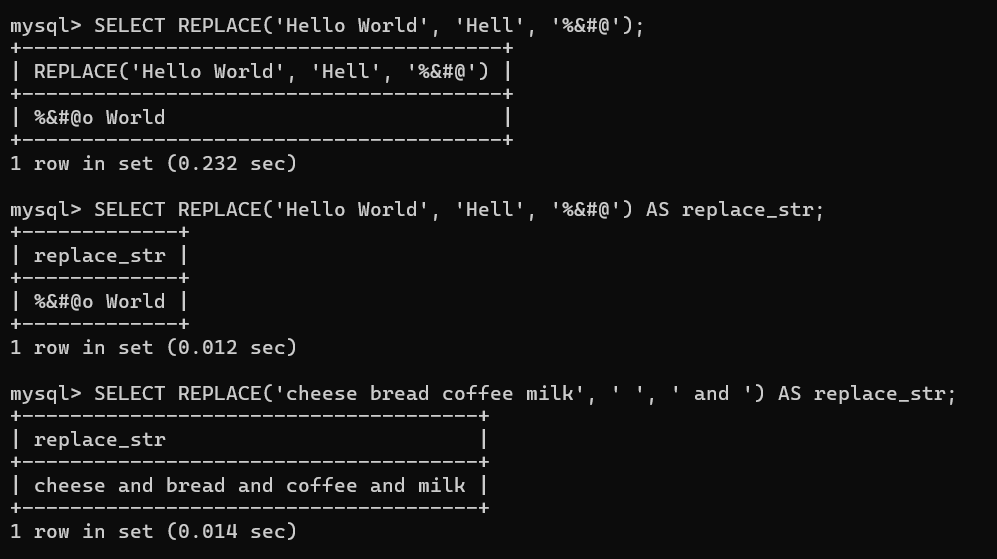 mysql> SELECT REPLACE('Hello World', 'Hell', '%&#@');
+----------------------------------------+
| REPLACE('Hello World', 'Hell', '%&#@') |
+----------------------------------------+
| %&#@o World                            |
+----------------------------------------+
1 row in set (0.232 sec)

mysql> SELECT REPLACE('Hello World', 'Hell', '%&#@') AS replace_str;
+-------------+
| replace_str |
+-------------+
| %&#@o World |
+-------------+
1 row in set (0.012 sec)

mysql> SELECT REPLACE('cheese bread coffee milk', ' ', ' and ') AS replace_str;
+--------------------------------------+
| replace_str                          |
+--------------------------------------+
| cheese and bread and coffee and milk |
+--------------------------------------+
1 row in set (0.014 sec)